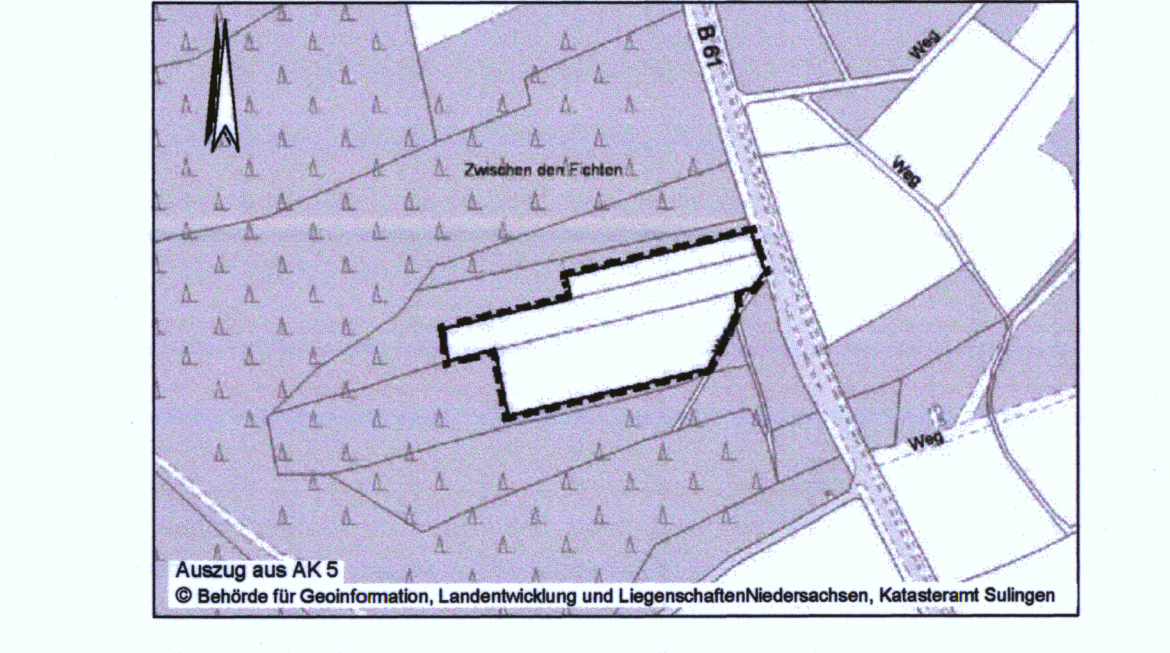 B 61
Weg
Zwischen den Fichten
Weg
Weg
Auszug aus AK 5
© Behörde für Geoinformation, Landentwicklung und LiegenschaftenNiedersachsen, Katasteramt Sulingen